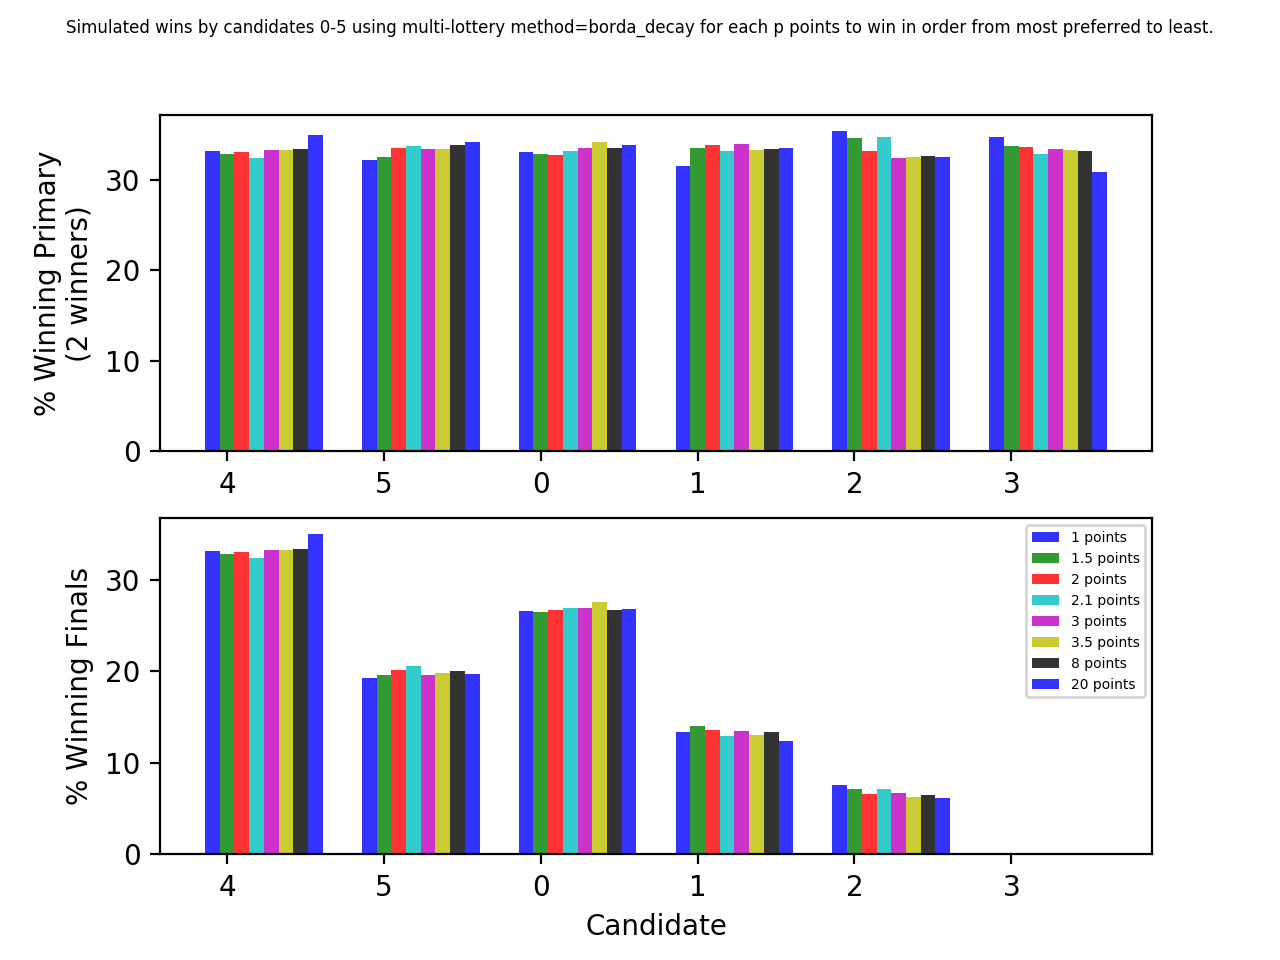 Simulated wins by candidates 0-5 using multi-lottery method=borda_decay for each p points to win in order from most preferred to least.
% Winning Primary
(2 winners)
30
20
10
0
4 5 0 1 2 3
% Winning Finals
30
20
10
0
1 points
1.5 points
2 points
2.1 points
3 points
3.5 points
8 points
20 points
4 5 0 1 2 3
Candidate